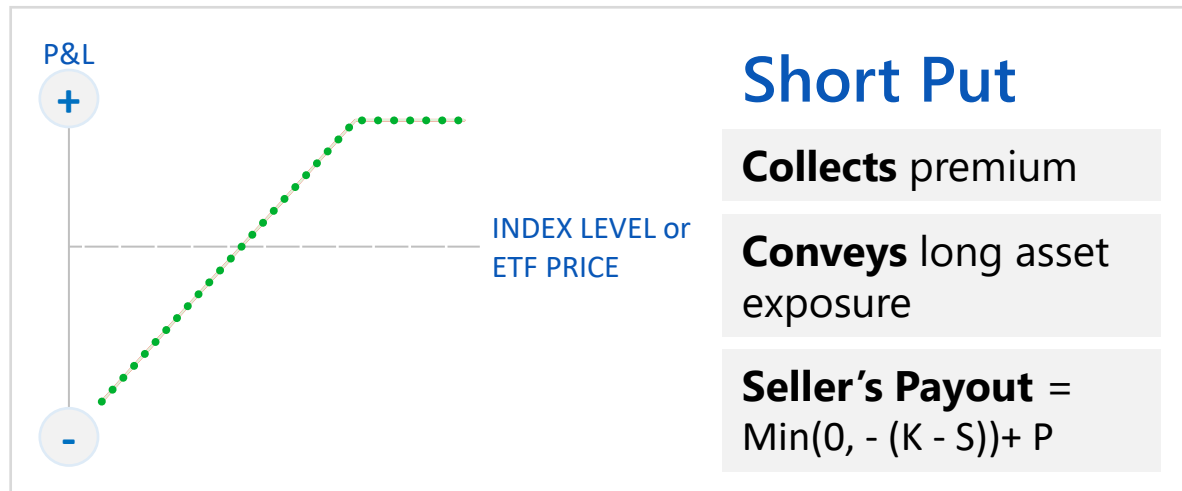 P&L
+
-
INDEX LEVEL or
ETF PRICE
Short Put
Collects premium
Conveys long asset
exposure
Seller’s Payout =
Min(0, - (K - S))+ P